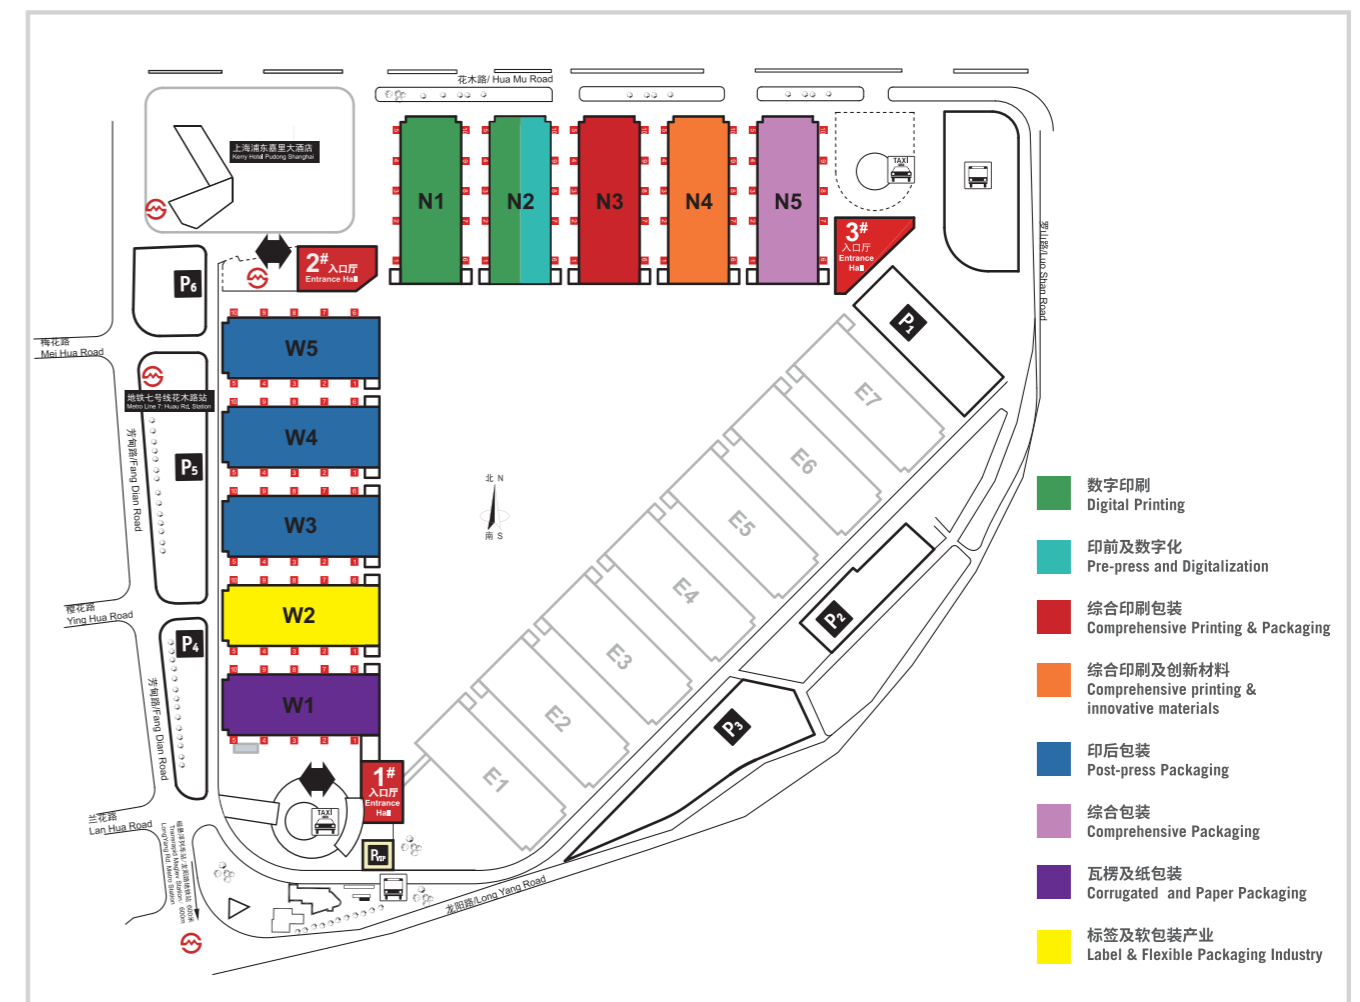 花木路/ Hua Mu Road
上海浦东嘉里大酒店
Kerry Hotel Pudong Shanghai
N1
N2
N3
N4
N5
TAXI
2#
入口厅
Entrance Hall
3#
入口厅
Entrance
Hall
罗山路/Luo Shan Road
P6
P1
梅花路
Mei Hua Road
W5
地铁七号线花木路站
Metro Line 7: Huau Rd, Station
芳甸路/Fang Dian Road
P5
W4
W3
北 N
南 S
E7
E6
E5
E4
E3
E2
E1
樱花路
Ying Hua Road
P4
W2
P2
芳甸路/Fang Dian Road
W1
P3
1#
入口厅
Entrance
Hall
TAXI
兰花路
Lan Hua Road
PVIP
龙阳路/Long Yang Road
数字印刷
Digital Printing
印前及数字化
Pre-press and Digitalization
综合印刷包装
Comprehensive Printing & Packaging
综合印刷及创新材料
Comprehensive printing &
innovative materials
印后包装
Post-press Packaging
综合包装
Comprehensive Packaging
瓦楞及纸包装
Corrugated and Paper Packaging
标签及软包装产业
Label & Flexible Packaging Industry